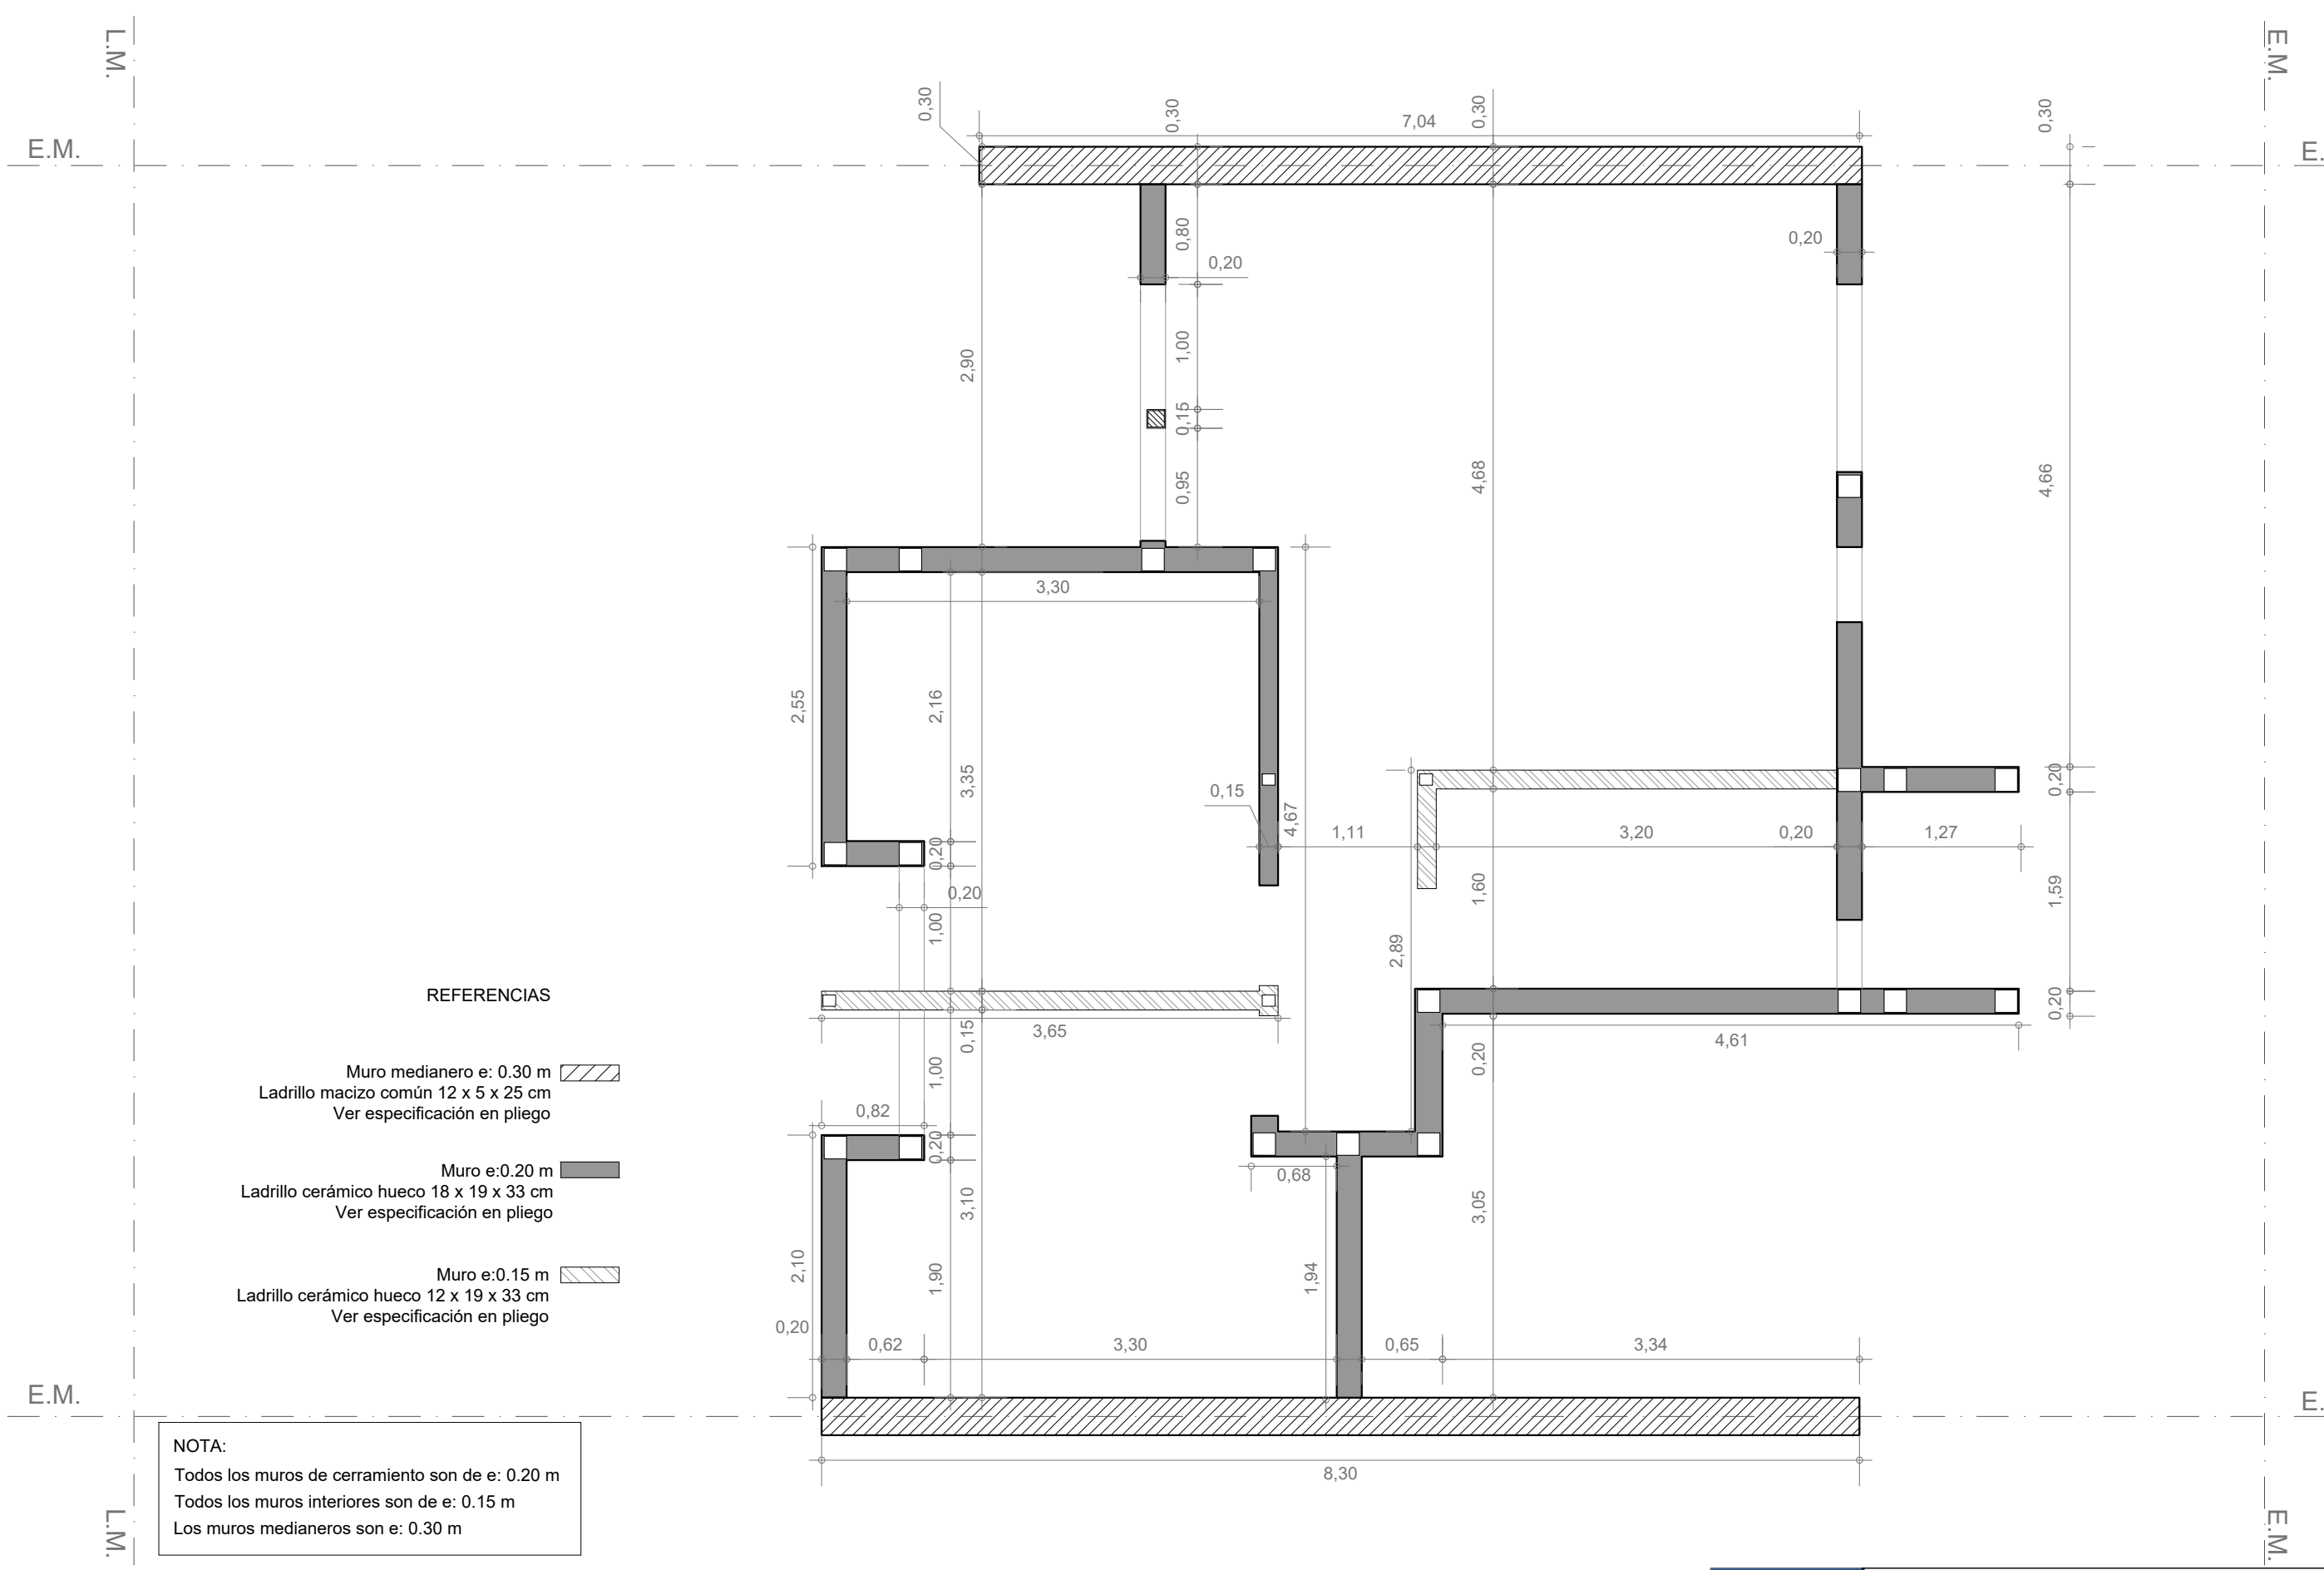 L.M.
E.M.
0,30
0,30
7,04
0,30
0,30
E.M.
E.
0,80
0,20
0,20
2,90
1,00
0,15
0,95
4,68
4,66
3,30
2,55
2,16
3,35
0,15
4,67
1,11
3,20
0,20
1,27
0,20
0,20
0,20
1,00
1,60
1,59
2,89
REFERENCIAS
3,65
0,15
1,00
0,20
4,61
0,20
Muro medianero e: 0.30 m
Ladrillo macizo común 12 x 5 x 25 cm
Ver especificación en pliego
0,82
0,20
0,68
Muro e:0.20 m
Ladrillo cerámico hueco 18 x 19 x 33 cm
Ver especificación en pliego
3,10
3,05
2,10
1,90
1,94
Muro e:0.15 m
Ladrillo cerámico hueco 12 x 19 x 33 cm
Ver especificación en pliego
0,20
0,62
3,30
0,65
3,34
E.M.
E.
8,30
NOTA:
Todos los muros de cerramiento son de e: 0.20 m
Todos los muros interiores son de e: 0.15 m
Los muros medianeros son e: 0.30 m
L.M.
E.M.